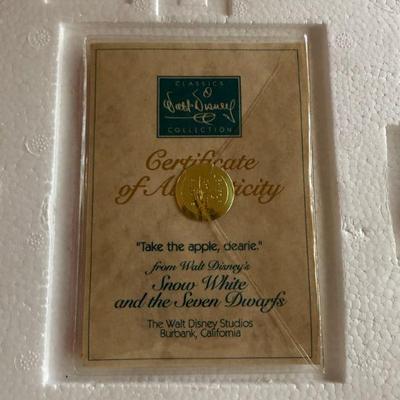 CLASSICS
Walt Disney
COLLECTION
Certificate
of Authenticity
"Take the apple, dearie."
from Walt Disney's
Snow White
and the Seven Dwarfs
The Walt Disney Studios
Burbank, California